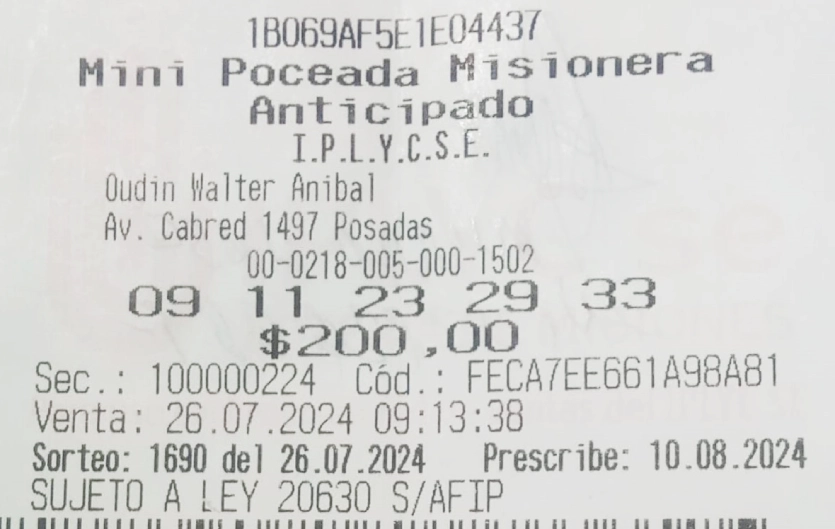 1B069AF5E1E04437
Mini Poceada Misionera
Anticipado
I.P.L.Y.C.S.E.
Oudin Walter Anibal
Av. Cabred 1497 Posadas
00-0218-005-000-1502
09 11 23 29 33
$200,00
Sec.: 100000224 Cód.: FECA7EE661A98A81
Venta: 26.07.2024 09:13:38
Sorteo: 1690 del 26.07.2024 Prescribe: 10.08.2024
SUJETO A LEY 20630 S/AFIP